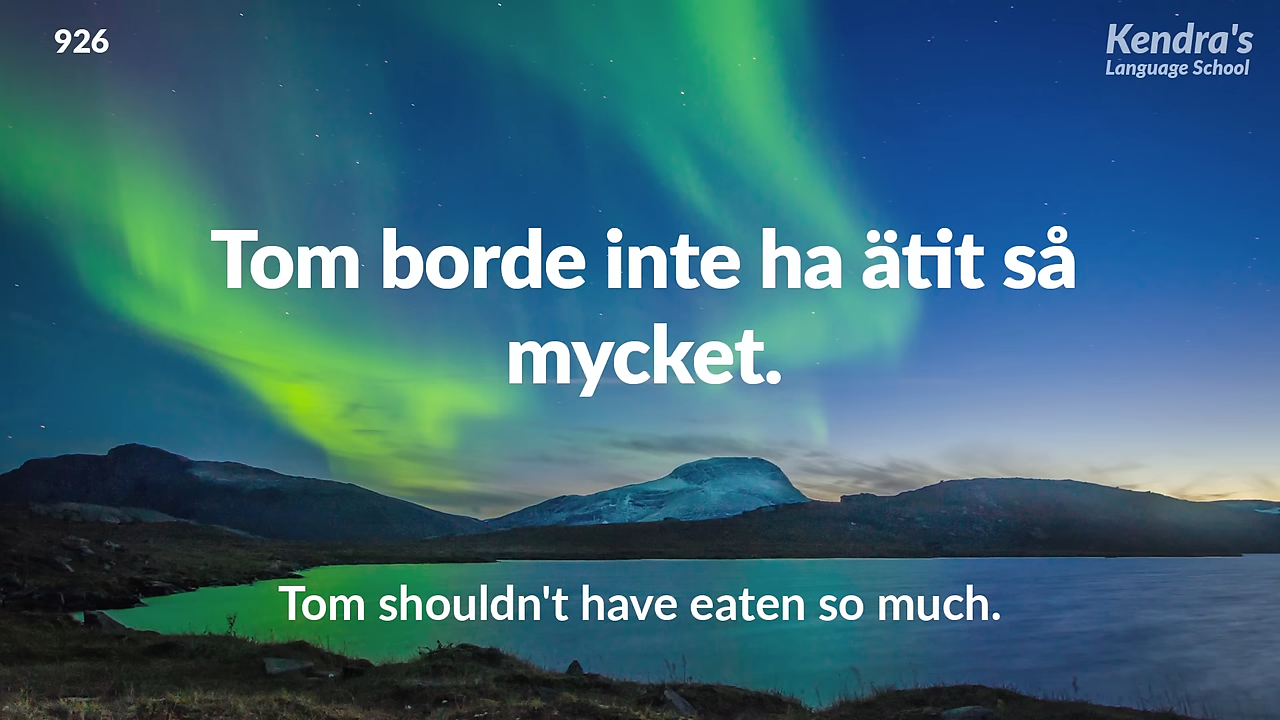 926
Kendra's
Language School
Tom borde inte ha ätit så
mycket.
Tom shouldn't have eaten so much.